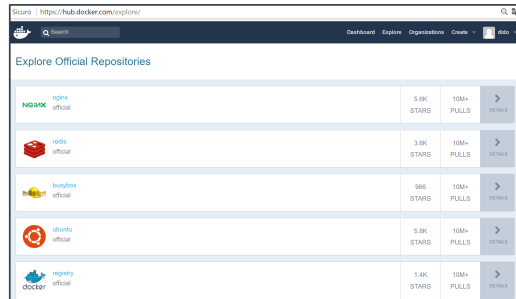 Sicuro | https://hub.docker.com/explore/
Search
Dashboard Explore Organizations Create dido
Explore Official Repositories
NGINX
nginx
official
5.6K STARS
10M+ PULLS
DETAILS
redis
official
3.6K STARS
10M+ PULLS
DETAILS
busybox
official
966 STARS
10M+ PULLS
DETAILS
ubuntu
official
5.8K STARS
10M+ PULLS
DETAILS
docker
registry
official
1.4K STARS
10M+ PULLS
DETAILS